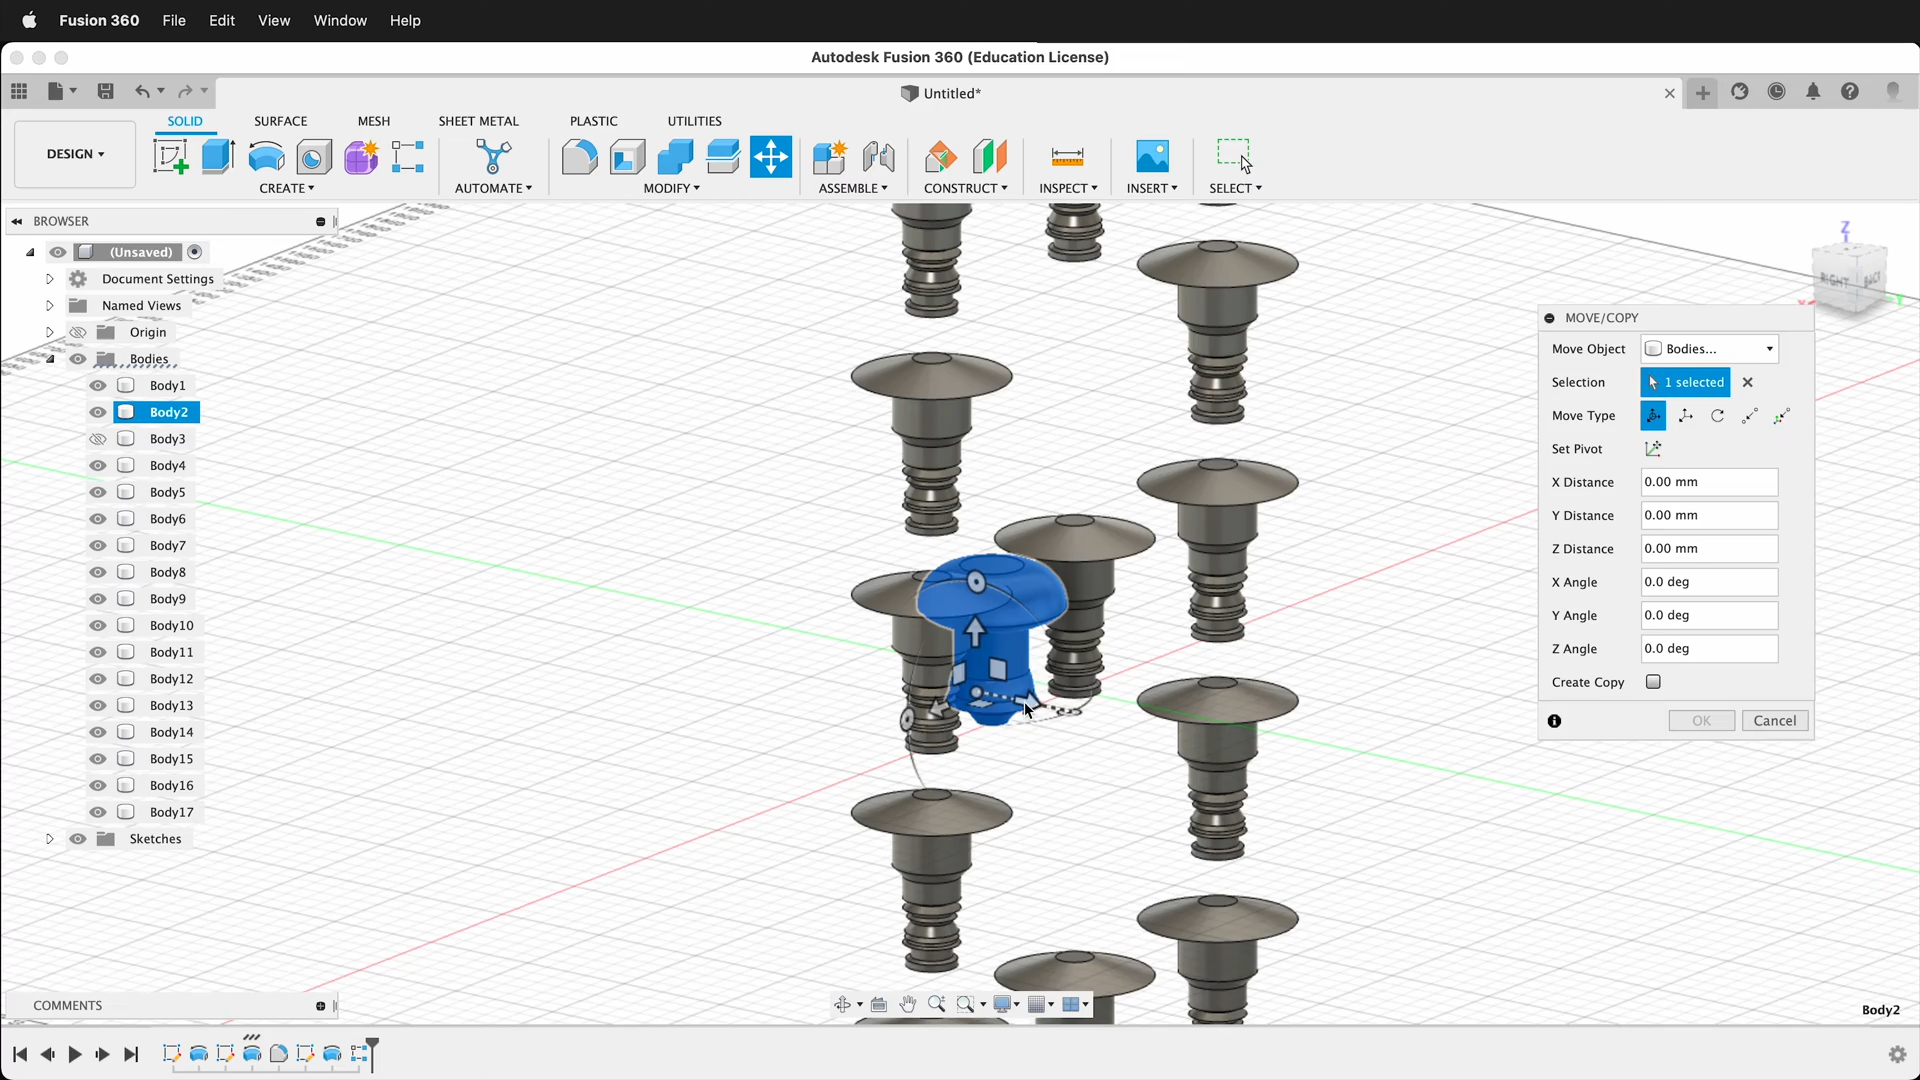 Fusion 360 File Edit View Window Help
Autodesk Fusion 360 (Education License)
Untitled*
SOLID SURFACE MESH SHEET METAL PLASTIC UTILITIES
DESIGN
CREATE AUTOMATE MODIFY ASSEMBLE CONSTRUCT INSPECT INSERT SELECT
BROWSER
(Unsaved)
Document Settings
Named Views
Origin
Bodies
Body1
Body2
Body3
Body4
Body5
Body6
Body7
Body8
Body9
Body10
Body11
Body12
Body13
Body14
Body15
Body16
Body17
Sketches
Z
RIGHT BACK
MOVE/COPY
Move Object Bodies...
Selection 1 selected
Move Type
Set Pivot
X Distance 0.00 mm
Y Distance 0.00 mm
Z Distance 0.00 mm
X Angle 0.0 deg
Y Angle 0.0 deg
Z Angle 0.0 deg
Create Copy
OK Cancel
COMMENTS
Body2